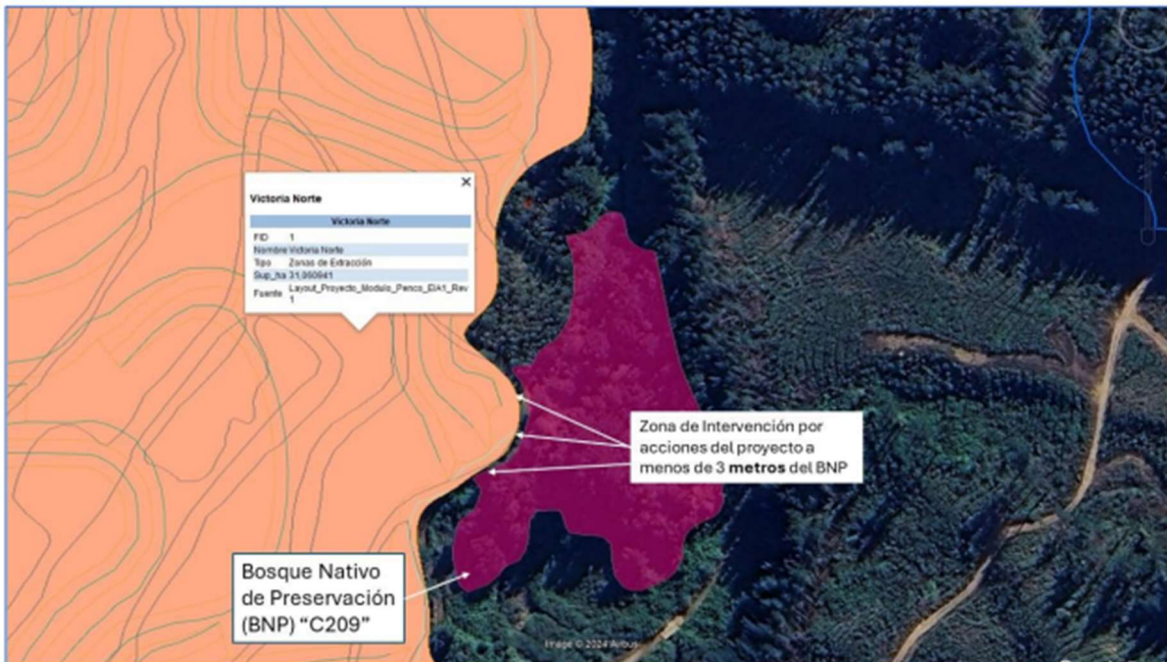 Victoria Norte
Victoria Norte
FID 1
Nombre Victoria Norte
Tipo Zonas de Extracción
Sup_ha 31,060941
Fuente Layout_Proyecto_Modulo_Penco_EIA1_Rev
1
Zona de Intervención por
acciones del proyecto a
menos de 3 metros del BNP
Bosque Nativo
de Preservación
(BNP) “C209”
Image © 2024 Airbus